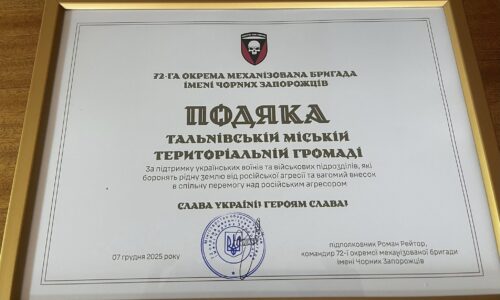 72-ГА ОКРЕМА МЕХАНІЗОВАНА БРИГАДА
ІМЕНІ ЧОРНИХ ЗАПОРОЖЦІВ
ПОДЯКА
ТАЛЬНІВСЬКІЙ МІСЬКІЙ
ТЕРИТОРІАЛЬНІЙ ГРОМАДІ
За підтримку українських воїнів та військових підрозділів, які
боронять рідну землю від російської агресії та вагомий внесок
в спільну перемогу над російським агресором
СЛАВА УКРАЇНІ! ГЕРОЯМ СЛАВА!
07 грудня 2025 року
підполковник Роман Рейтор,
командир 72-ї окремої механізованої бригади
імені Чорних Запорожців